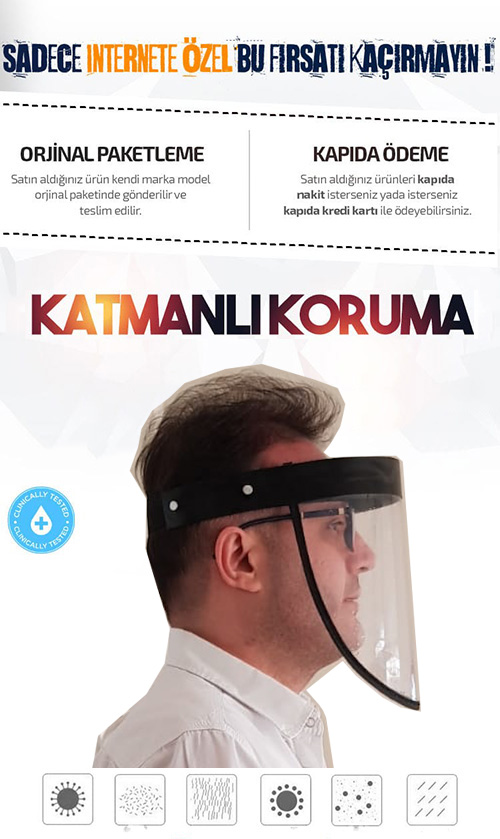 SADECE INTERNETE ÖZEL BU FIRSATI KAÇIRMAYIN !
ORJİNAL PAKETLEME
Satın aldığınız ürün kendi marka model
orjinal paketinde gönderilir ve
teslim edilir.
KAPIDA ÖDEME
Satın aldığınız ürünleri kapıda
nakit isterseniz yada isterseniz
kapıda kredi kartı ile ödeyebilirsiniz.
KATMANLI KORUMA
CLINICALLY TESTED
CLINICALLY TESTED